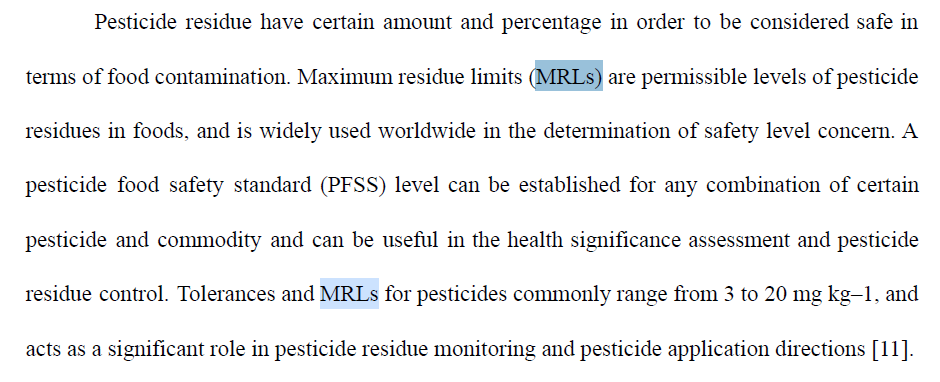 Pesticide residue have certain amount and percentage in order to be considered safe in
terms of food contamination. Maximum residue limits (MRLs) are permissible levels of pesticide
residues in foods, and is widely used worldwide in the determination of safety level concern. A
pesticide food safety standard (PFSS) level can be established for any combination of certain
pesticide and commodity and can be useful in the health significance assessment and pesticide
residue control. Tolerances and MRLs for pesticides commonly range from 3 to 20 mg kg–1, and
acts as a significant role in pesticide residue monitoring and pesticide application directions [11].